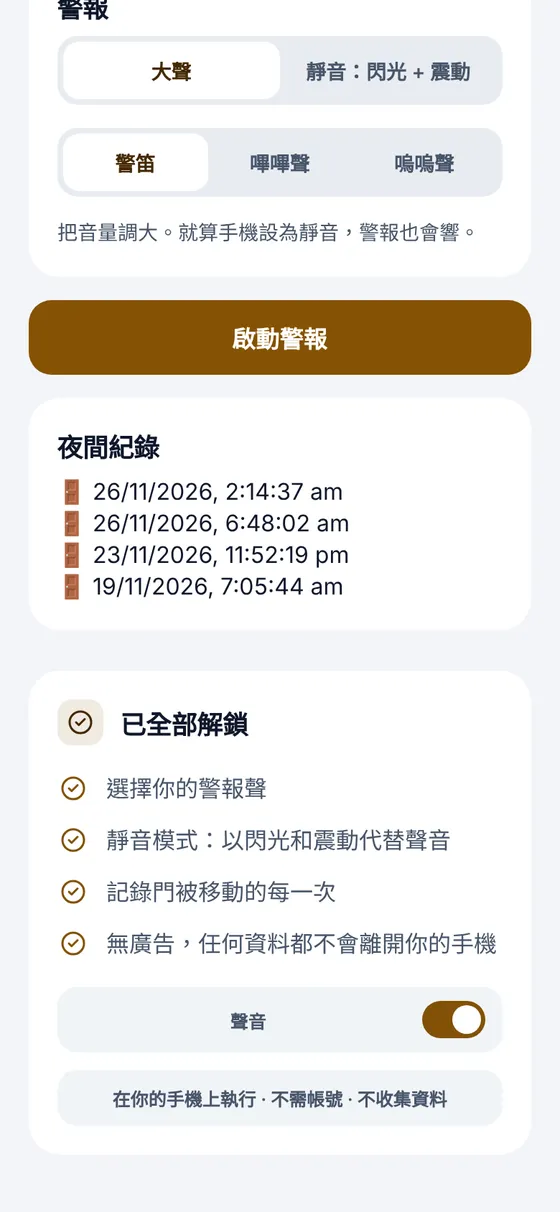 警報
大聲
靜音：閃光 + 震動
警笛
嗶嗶聲
嗚嗚聲
把音量調大。就算手機設為靜音，警報也會響。
啟動警報
夜間紀錄
🚪 26/11/2026, 2:14:37 am
🚪 26/11/2026, 6:48:02 am
🚪 23/11/2026, 11:52:19 pm
🚪 19/11/2026, 7:05:44 am
已全部解鎖
選擇你的警報聲
靜音模式：以閃光和震動代替聲音
記錄門被移動的每一次
無廣告，任何資料都不會離開你的手機
聲音
在你的手機上執行 · 不需帳號 · 不收集資料